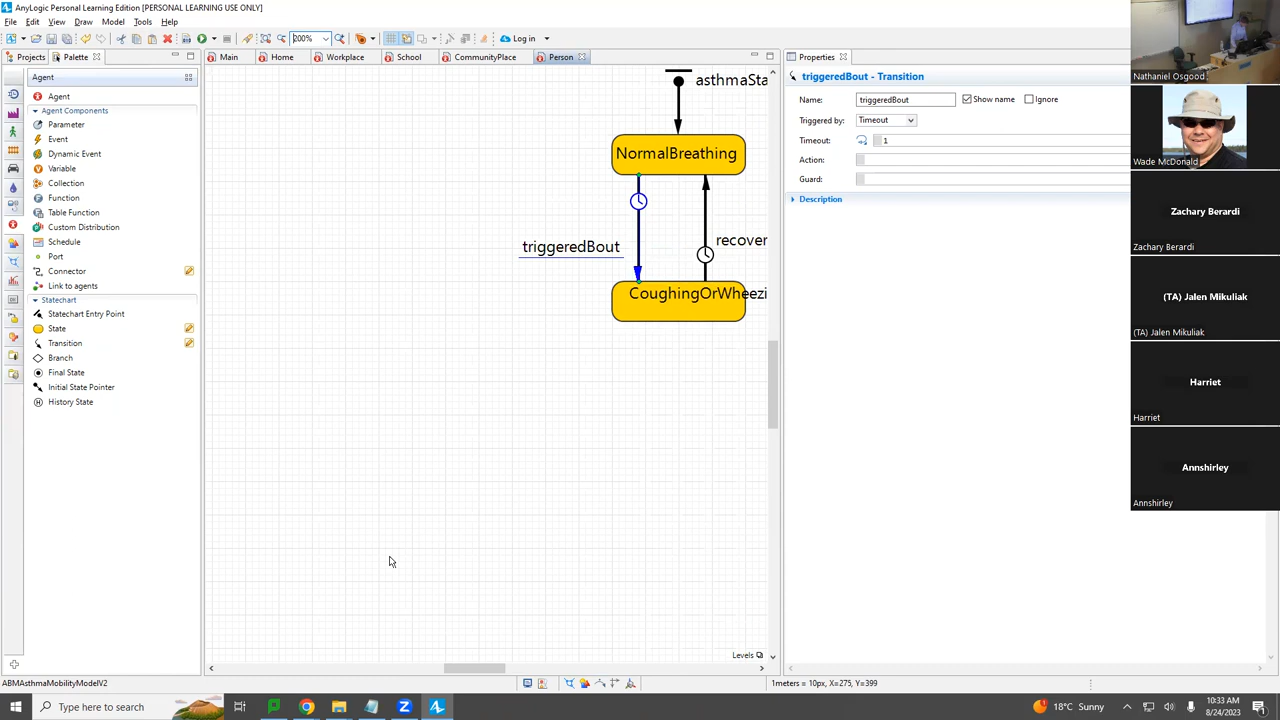 AnyLogic Personal Learning Edition [PERSONAL LEARNING USE ONLY]
File Edit View Draw Model Tools Help
200% Log in
Projects Palette Main Home Workplace School CommunityPlace Person Properties
Agent
Agent
Agent Components
Parameter
Event
Dynamic Event
Variable
Collection
Function
Table Function
Custom Distribution
Schedule
Port
Connector
Link to agents
Statechart
Statechart Entry Point
State
Transition
Branch
Final State
Initial State Pointer
History State
asthmaSta
NormalBreathing
triggeredBout
recover
CoughingOrWheezi
Levels
triggeredBout - Transition
Name: triggeredBout Show name Ignore
Triggered by: Timeout
Timeout: 1
Action:
Guard:
Description
Nathaniel Osgood
Wade McDonald
Zachary Berardi
Zachary Berardi
(TA) Jalen Mikuliak
(TA) Jalen Mikuliak
Harriet
Harriet
Annshirley
Annshirley
ABMAsthmaMobilityModelV2 1meters = 10px, X=275, Y=399
Type here to search 18°C Sunny 10:33 AM
8/24/2023